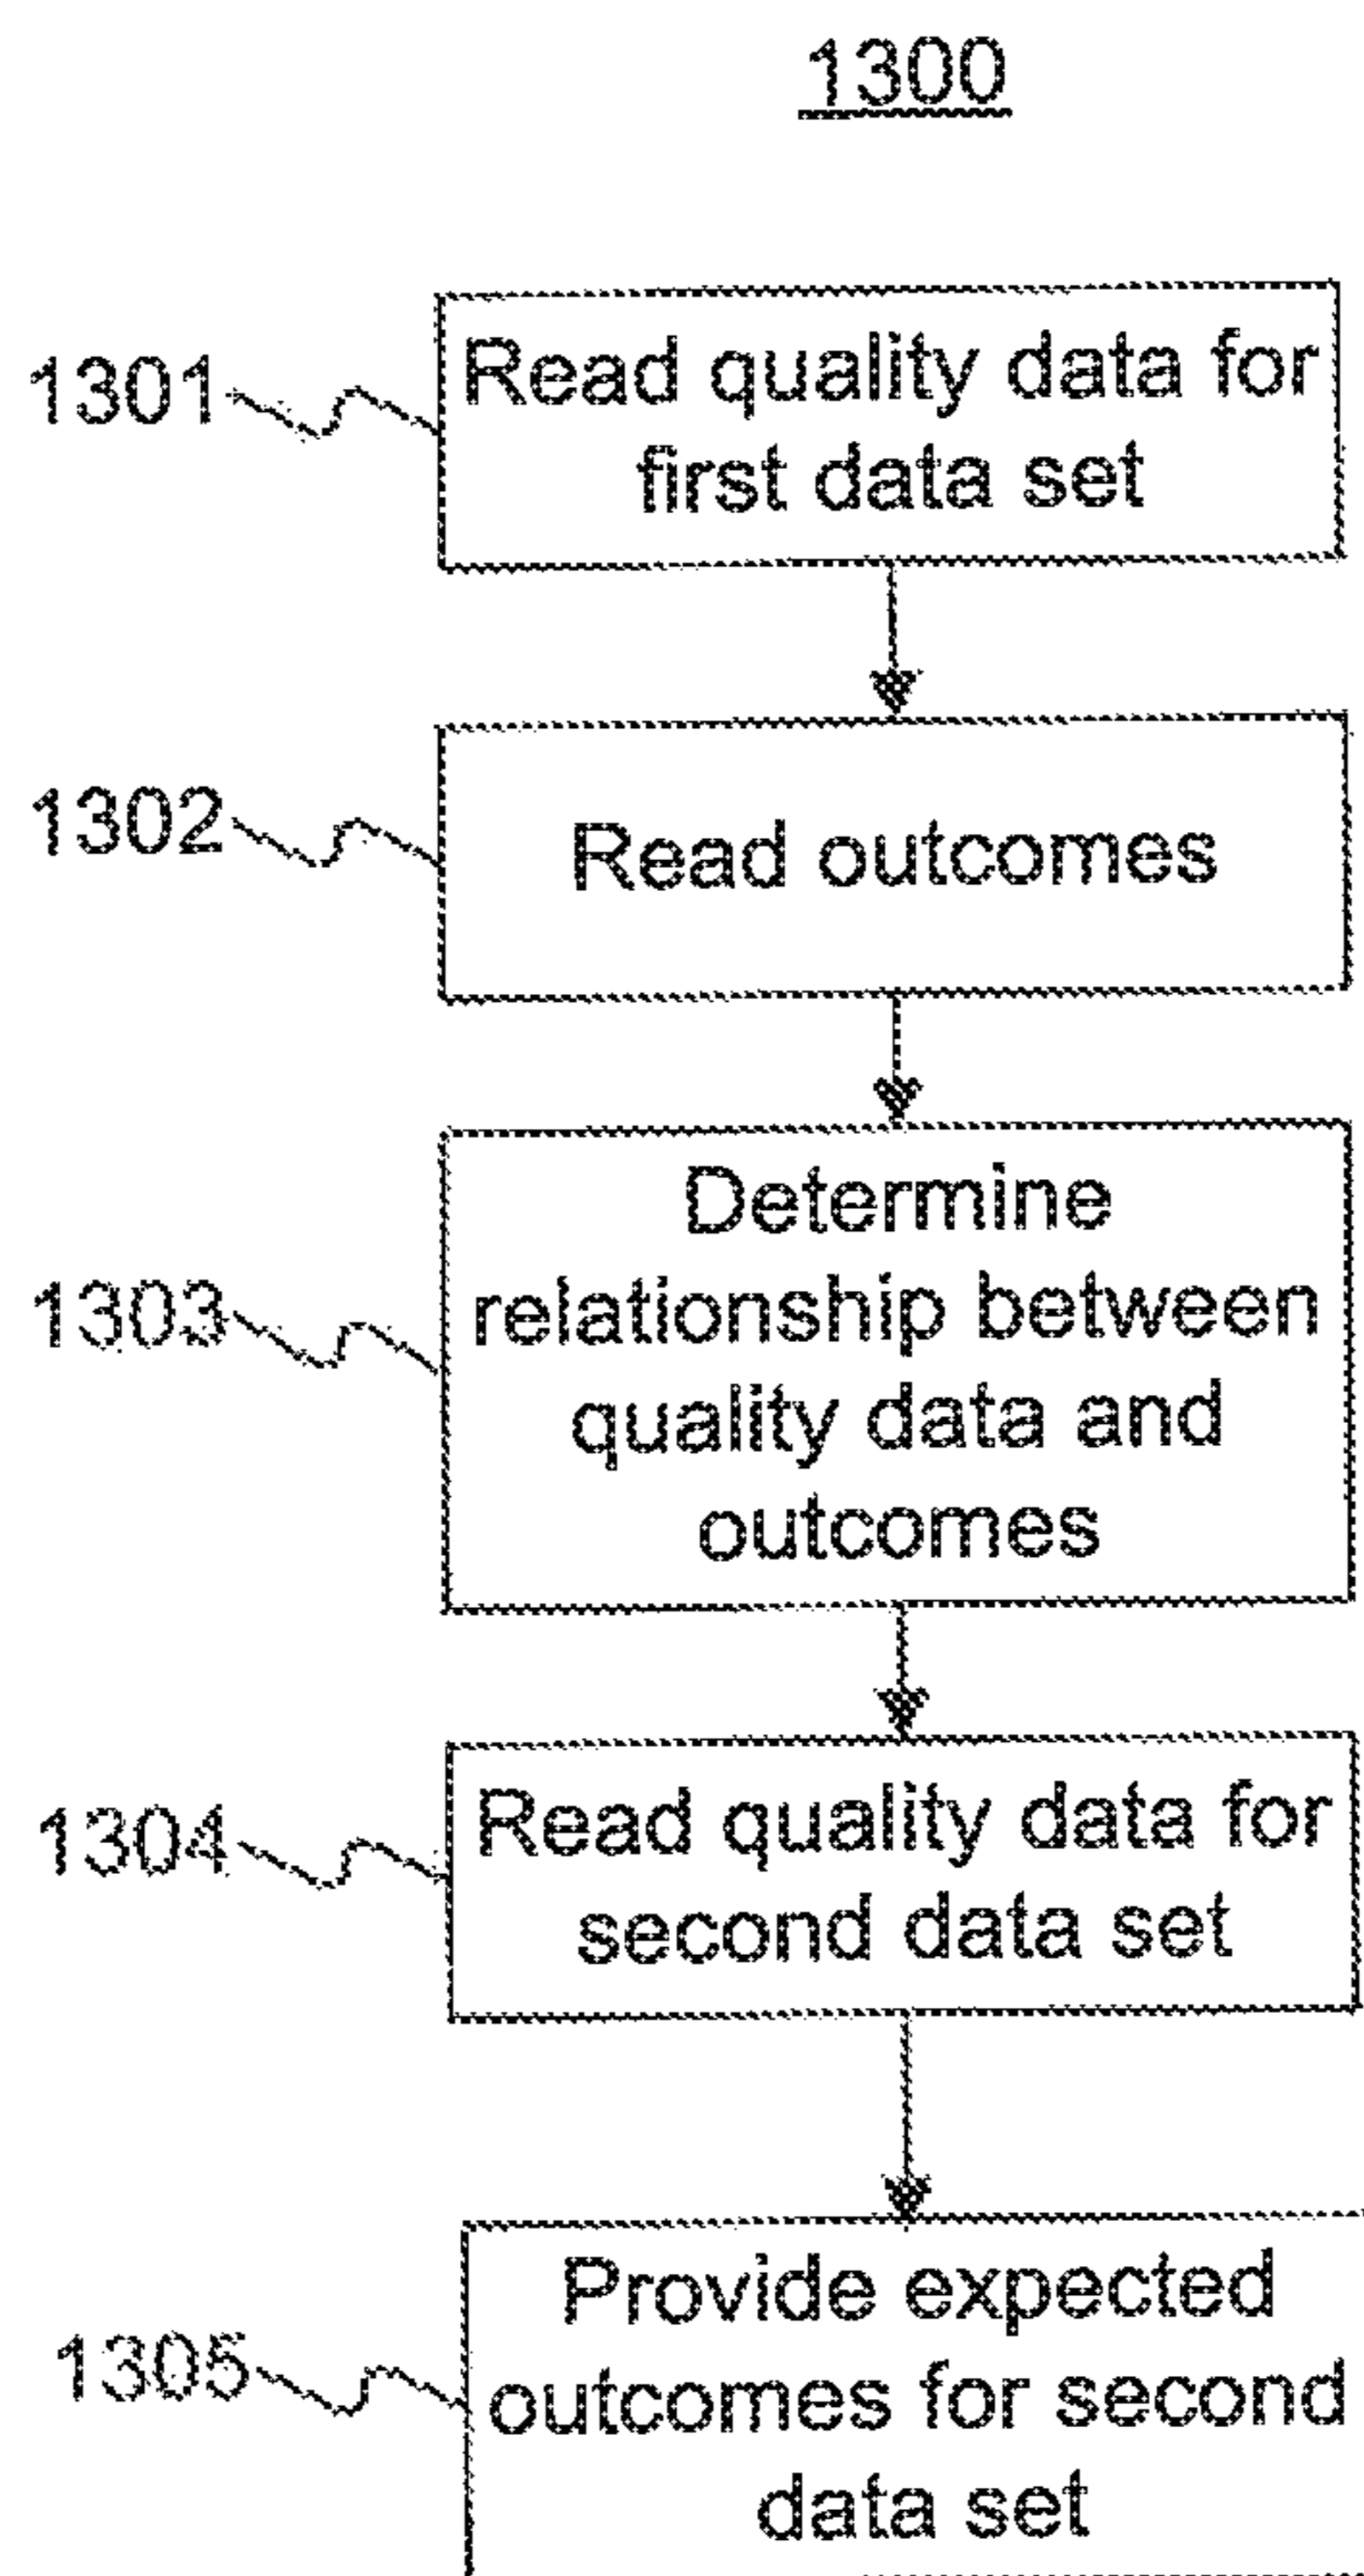 1300
1301
Read quality data for
first data set
1302
Read outcomes
1303
Determine
relationship between
quality data and
outcomes
1304
Read quality data for
second data set
1305
Provide expected
outcomes for second
data set